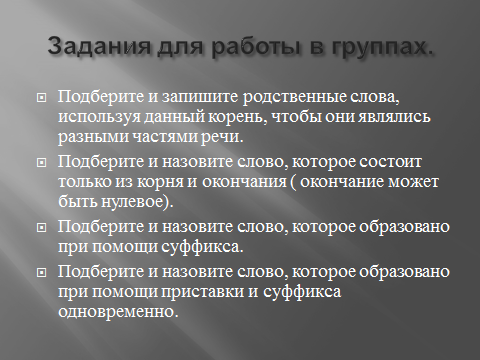 Задания для работы в группах.
Подберите и запишите родственные слова,
используя данный корень, чтобы они являлись
разными частями речи.
Подберите и назовите слово, которое состоит
только из корня и окончания ( окончание может
быть нулевое).
Подберите и назовите слово, которое образовано
при помощи суффикса.
Подберите и назовите слово, которое образовано
при помощи приставки и суффикса
одновременно.